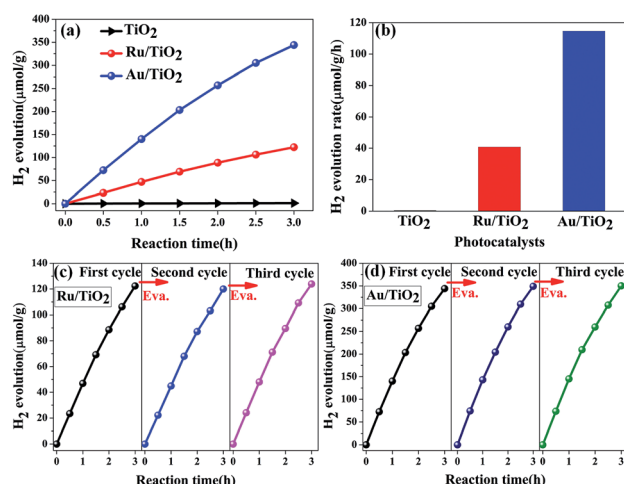 (a)
TiO2
Ru/TiO2
Au/TiO2
H2 evolution(μmol/g)
400
350
300
250
200
150
100
50
0
0.0 0.5 1.0 1.5 2.0 2.5 3.0
Reaction time(h)
(b)
H2 evolution rate(μmol/g/h)
120
100
80
60
40
20
0
TiO2 Ru/TiO2 Au/TiO2
Photocatalysts
(c) First cycle Second cycle Third cycle
Ru/TiO2
Eva. Eva.
H2 evolution(μmol/g)
140
120
100
80
60
40
20
0
0 1 2 3 0 1 2 3 0 1 2 3
Reaction time(h)
(d) First cycle Second cycle Third cycle
Au/TiO2
Eva. Eva.
H2 evolution(μmol/g)
400
350
300
250
200
150
100
50
0
0 1 2 3 0 1 2 3 0 1 2 3
Reaction time(h)